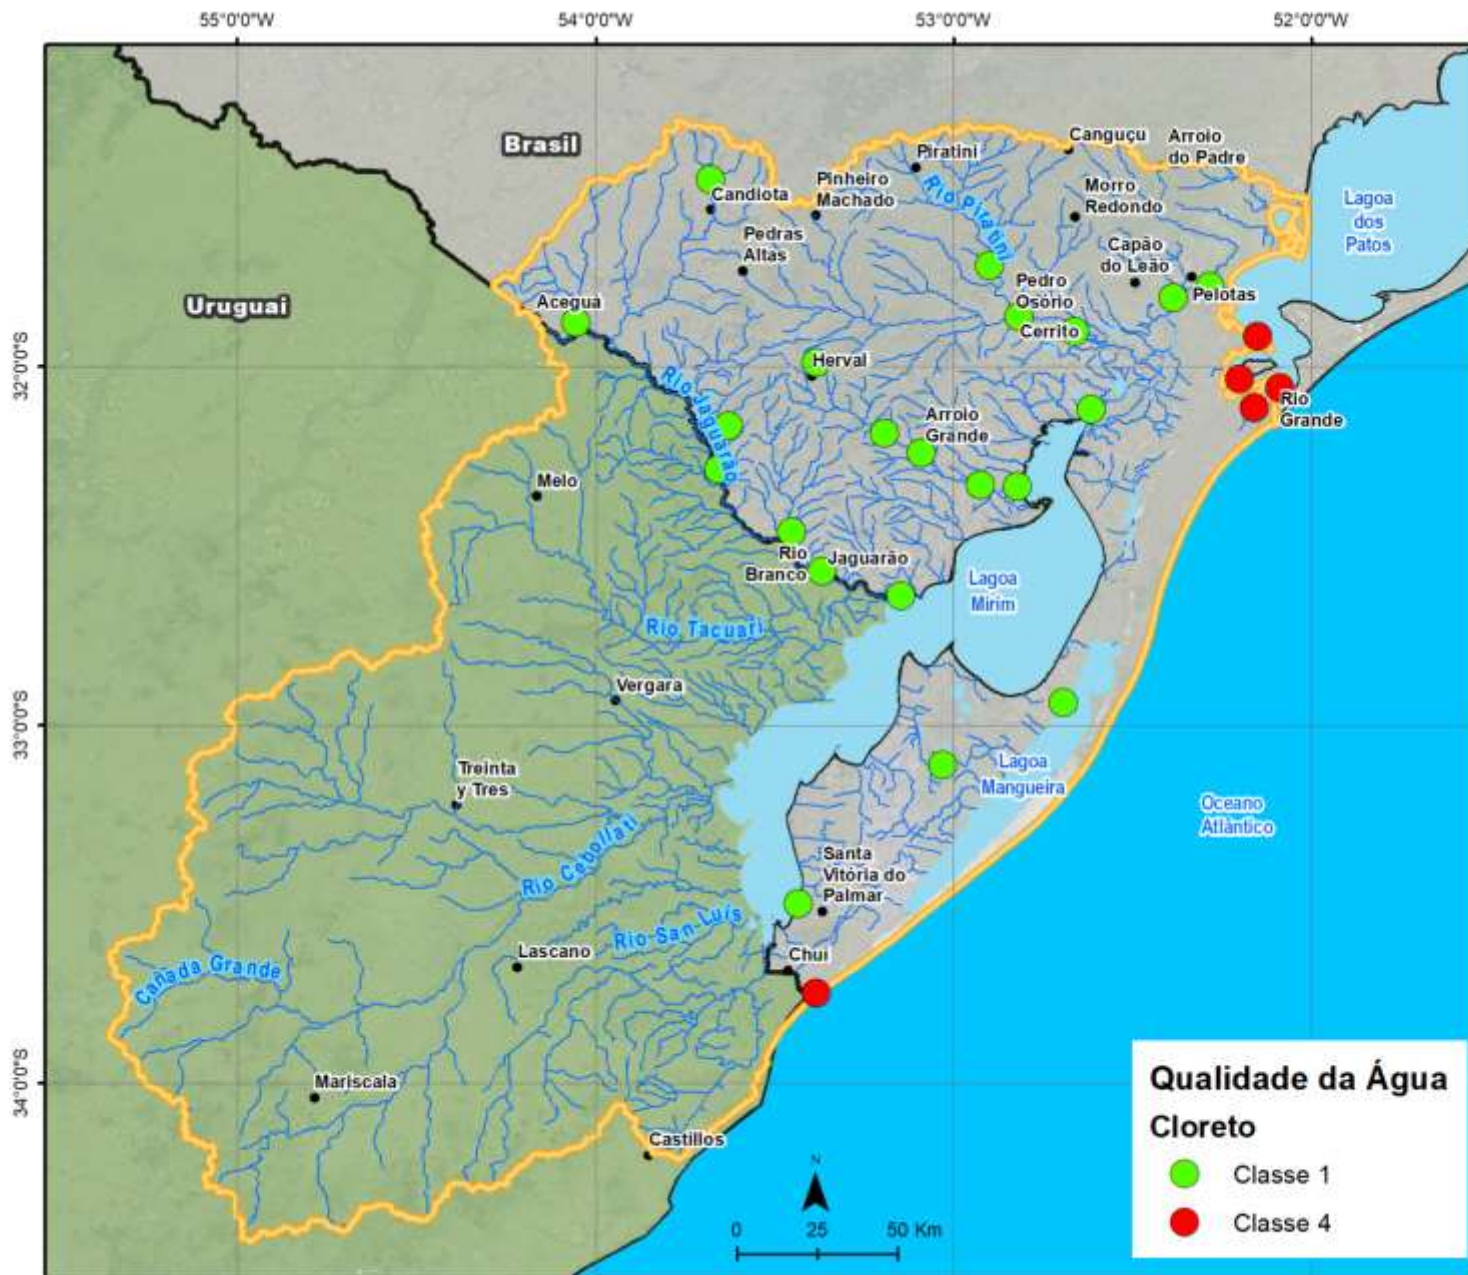 55°0'0"W
54°0'0"W
53°0'0"W
52°0'0"W
32°0'0"S
33°0'0"S
34°0'0"S
Brasil
Uruguai
Canguçu
Arroio
do Padre
Piratini
Rio Piratini
Candiota
Pinheiro
Machado
Morro
Redondo
Lagoa
dos
Patos
Pedras
Altas
Capão
do Leão
Pelotas
Pedro
Osório
Cerrito
Aceguá
Herval
Rio Jaguarão
Arroio
Grande
Rio
Grande
Melo
Rio
Branco
Jaguarão
Lagoa
Mirim
Rio Tacuari
Vergara
Treinta
y Tres
Lagoa
Mangueira
Oceano
Atlântico
Rio Cebollati
Santa
Vitória do
Palmar
Rio San Luís
Lascano
Chuí
Cañada Grande
Mariscala
Castillos
N
0 25 50 Km
Qualidade da Água
Cloreto
Classe 1
Classe 4